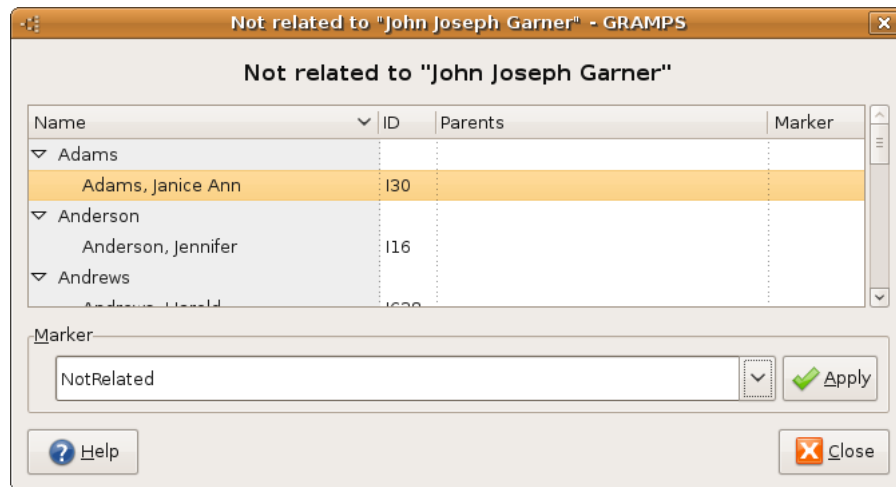 Not related to "John Joseph Garner" - GRAMPS
Not related to "John Joseph Garner"
Name ID Parents Marker
Adams
Adams, Janice Ann I30
Anderson
Anderson, Jennifer I16
Andrews
Marker
NotRelated Apply
Help Close